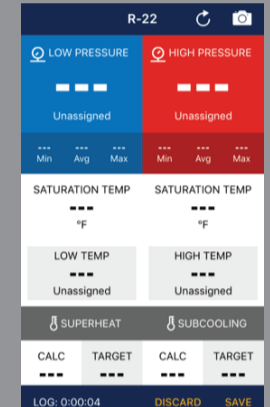 R-22
LOW PRESSURE HIGH PRESSURE
--- ---
Unassigned Unassigned
--- --- --- --- --- ---
Min Avg Max Min Avg Max
SATURATION TEMP SATURATION TEMP
--- ---
°F °F
LOW TEMP HIGH TEMP
--- ---
Unassigned Unassigned
SUPERHEAT SUBCOOLING
CALC TARGET CALC TARGET
--- --- --- ---
LOG: 0:00:04 DISCARD SAVE